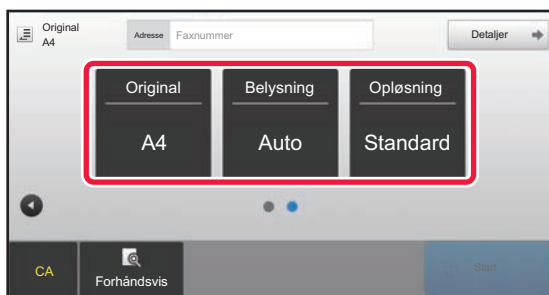 Original
A4
Adresse
Faxnummer
Detaljer
Original
Belysning
Opløsning
A4
Auto
Standard
CA
Forhåndsvis
Start